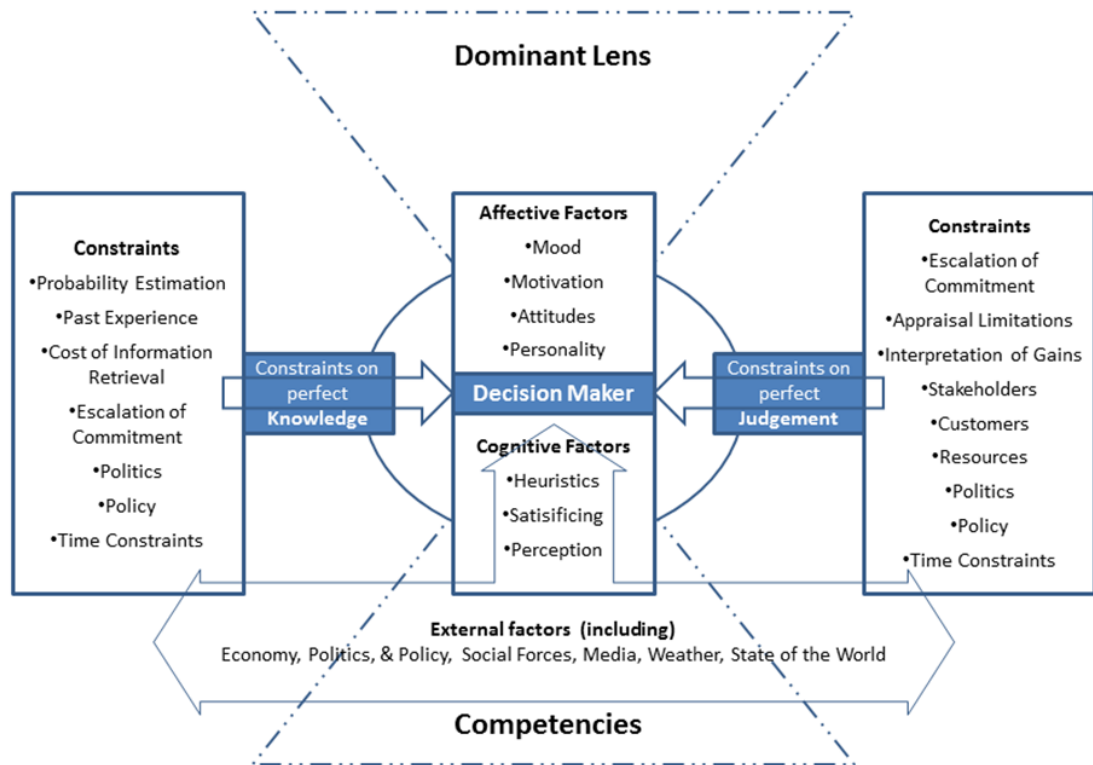 Dominant Lens
Constraints
•Probability Estimation
•Past Experience
•Cost of Information
Retrieval
•Escalation of
Commitment
•Politics
•Policy
•Time Constraints
Constraints on
perfect
Knowledge
Affective Factors
•Mood
•Motivation
•Attitudes
•Personality
Decision Maker
Cognitive Factors
•Heuristics
•Satisificing
•Perception
Constraints on
perfect
Judgement
Constraints
•Escalation of
Commitment
•Appraisal Limitations
•Interpretation of Gains
•Stakeholders
•Customers
•Resources
•Politics
•Policy
•Time Constraints
External factors (including)
Economy, Politics, & Policy, Social Forces, Media, Weather, State of the World
Competencies